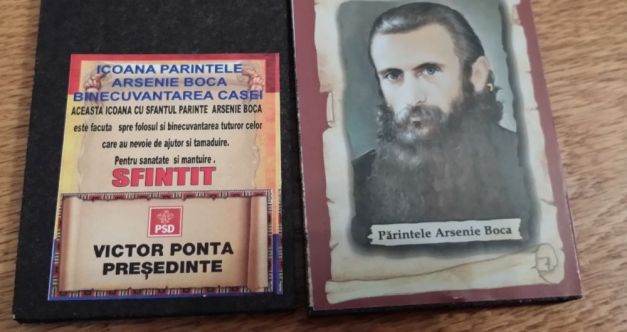 ICOANA PARINTELE
ARSENIE BOCA
BINECUVANTAREA CASEI
ACEASTA ICOANA CU SFANTUL PARINTE ARSENIE BOCA
este facuta spre folosul si binecuvantarea tuturor celor
care au nevoie de ajutor si tamaduire.
Pentru sanatate si mantuire.
SFINTIT
PSD
VICTOR PONTA
PREȘEDINTE
Părintele Arsenie Boca